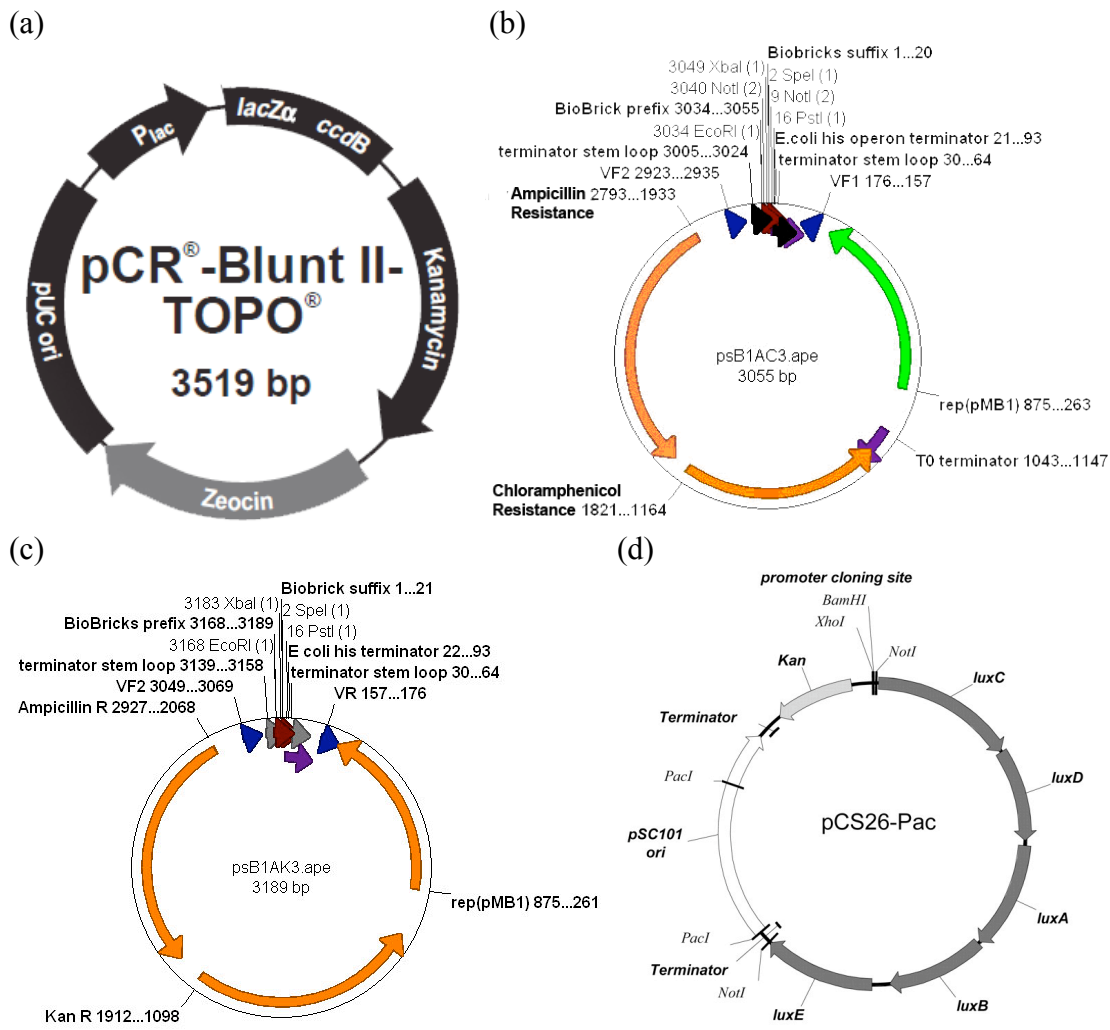 (a)
P lac
lacZα ccdB
pCR®-Blunt II-
TOPO®
3519 bp
Kanamycin
pUC ori
Zeocin
(b)
Biobricks suffix 1...20
3049 XbaI (1)
2 SpeI (1)
3040 NotI (2)
9 NotI (2)
BioBrick prefix 3034...3055
16 PstI (1)
3034 EcoRI (1)
E.coli his operon terminator 21...93
terminator stem loop 3005...3024
terminator stem loop 30...64
VF2 2923...2935
VF1 176...157
Ampicillin 2793...1933
Resistance
psB1AC3.ape
3055 bp
rep(pMB1) 875...263
T0 terminator 1043...1147
Chloramphenicol
Resistance 1821...1164
(c)
Biobrick suffix 1...21
3183 XbaI (1)
2 SpeI (1)
BioBricks prefix 3168...3189
16 PstI (1)
3168 EcoRI (1)
E coli his terminator 22...93
terminator stem loop 3139...3158
terminator stem loop 30...64
VF2 3049...3069
VR 157...176
Ampicillin R 2927...2068
psB1AK3.ape
3189 bp
rep(pMB1) 875...261
Kan R 1912...1098
(d)
promoter cloning site
BamHI
XhoI
NotI
Kan
luxC
Terminator
luxD
PacI
pCS26-Pac
pSC101
ori
luxA
PacI
Terminator
NotI
luxB
luxE